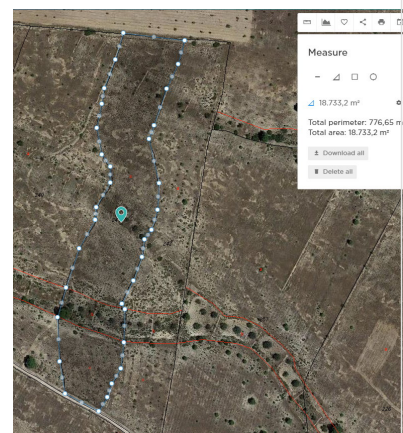 Measure
18.733,2 m²
Total perimeter: 776,65 m
Total area: 18.733,2 m²
Download all
Delete all
228